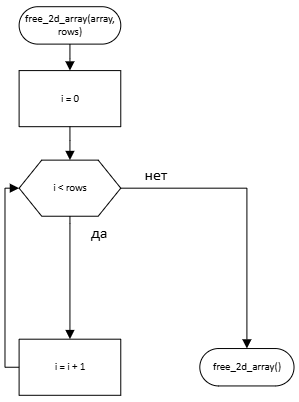 free_2d_array(array,
rows)
i = 0
i < rows
нет
да
i = i + 1
free_2d_array()